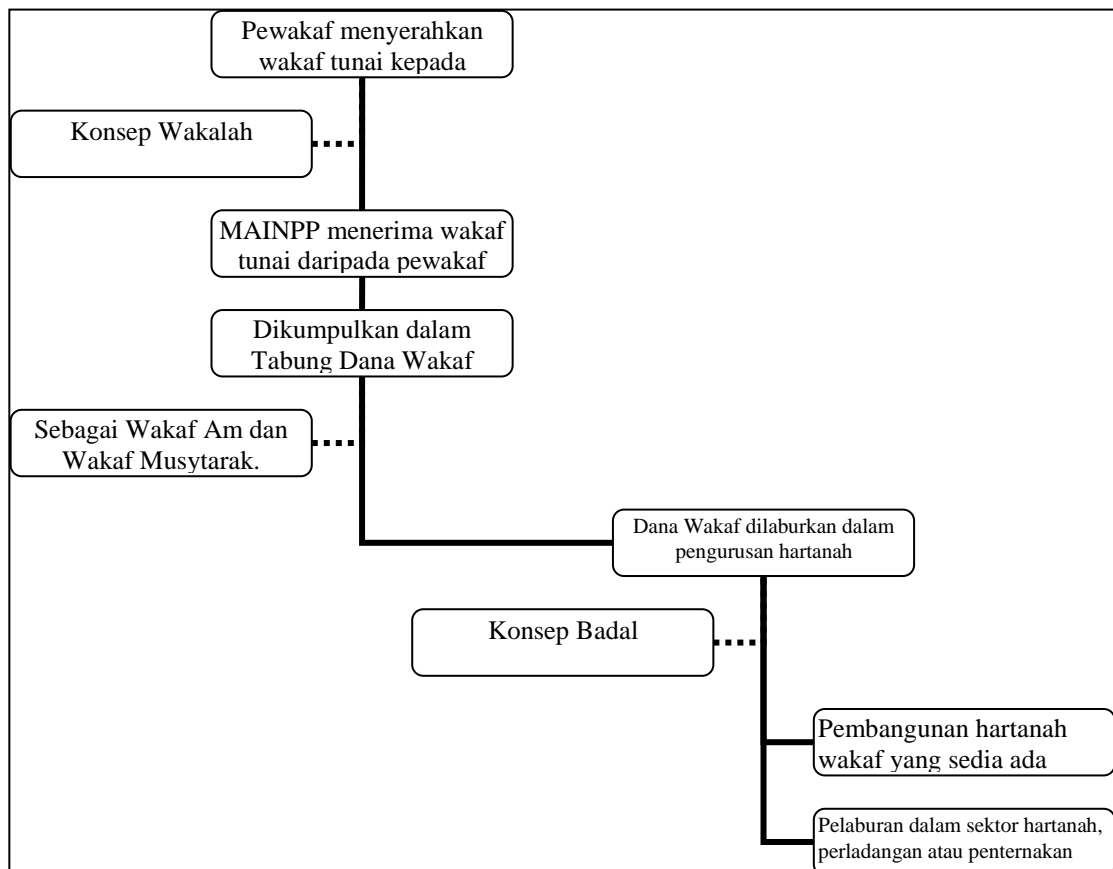 Pewakaf menyerahkan
wakaf tunai kepada
Konsep Wakalah
MAINPP menerima wakaf
tunai daripada pewakaf
Dikumpulkan dalam
Tabung Dana Wakaf
Sebagai Wakaf Am dan
Wakaf Musytarak.
Dana Wakaf dilaburkan dalam
pengurusan hartanah
Konsep Badal
Pembangunan hartanah
wakaf yang sedia ada
Pelaburan dalam sektor hartanah,
perladangan atau penternakan